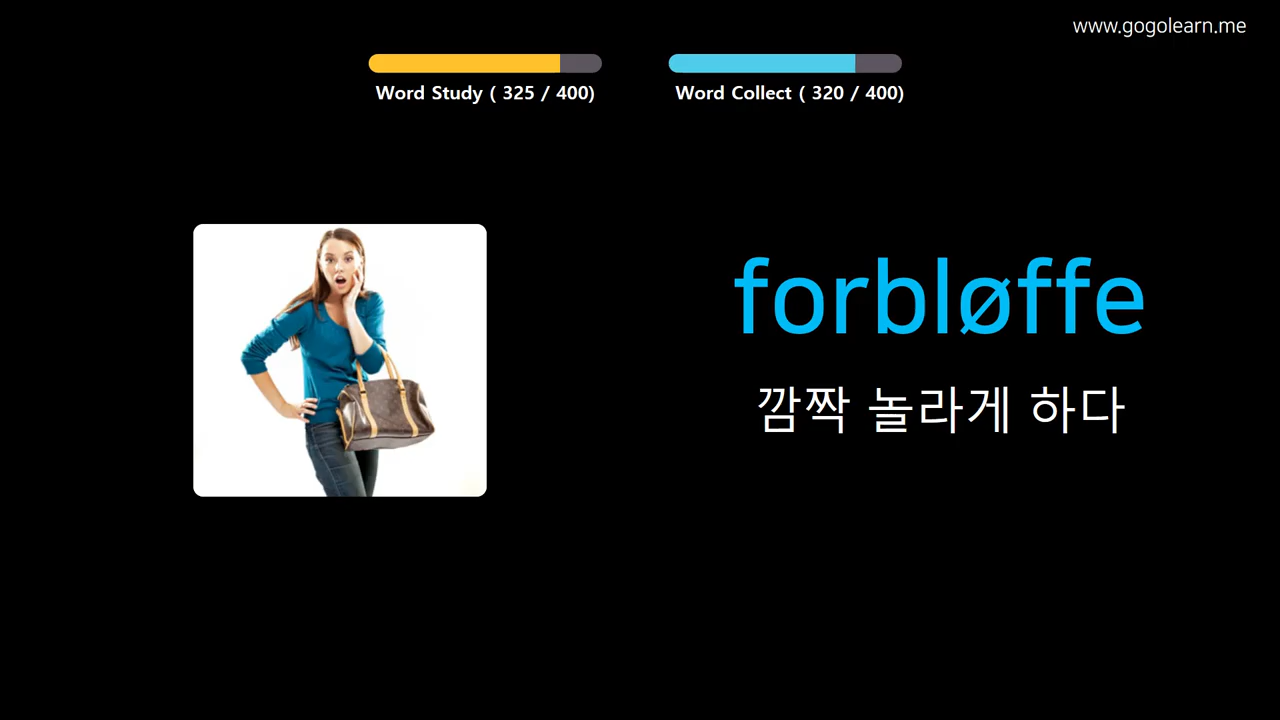 www.gogolearn.me
Word Study ( 325 / 400)
Word Collect ( 320 / 400)
forbløffe
깜짝 놀라게 하다